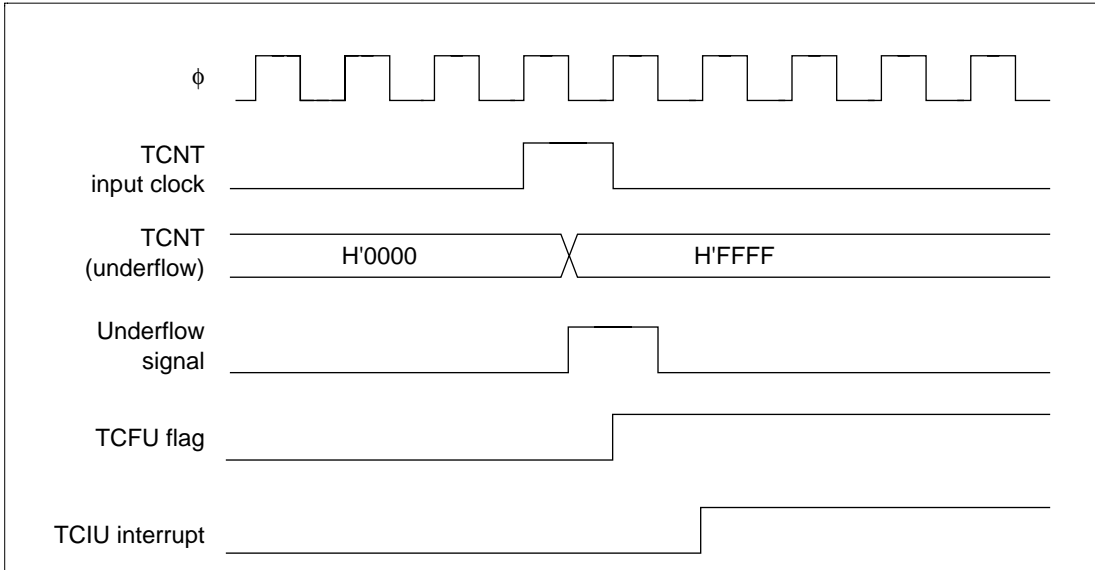 ϕ
TCNT
input clock
TCNT
(underflow)
H'0000
H'FFFF
Underflow
signal
TCFU flag
TCIU interrupt